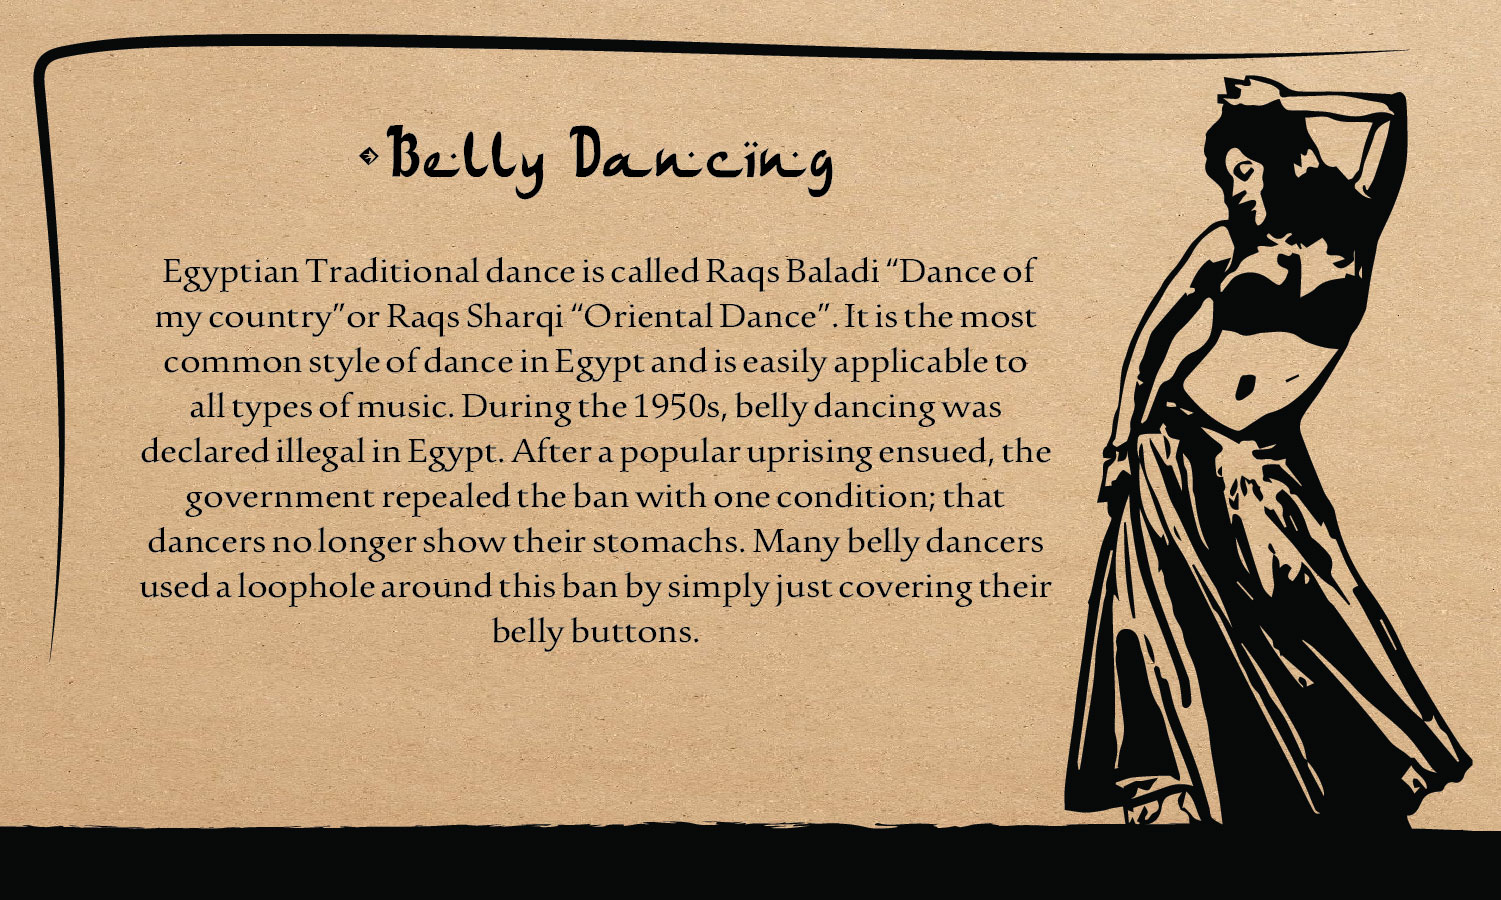 Belly Dancing
Egyptian Traditional dance is called Raqs Baladi “Dance of
my country”or Raqs Sharqi “Oriental Dance”. It is the most
common style of dance in Egypt and is easily applicable to
all types of music. During the 1950s, belly dancing was
declared illegal in Egypt. After a popular uprising ensued, the
government repealed the ban with one condition; that
dancers no longer show their stomachs. Many belly dancers
used a loophole around this ban by simply just covering their
belly buttons.